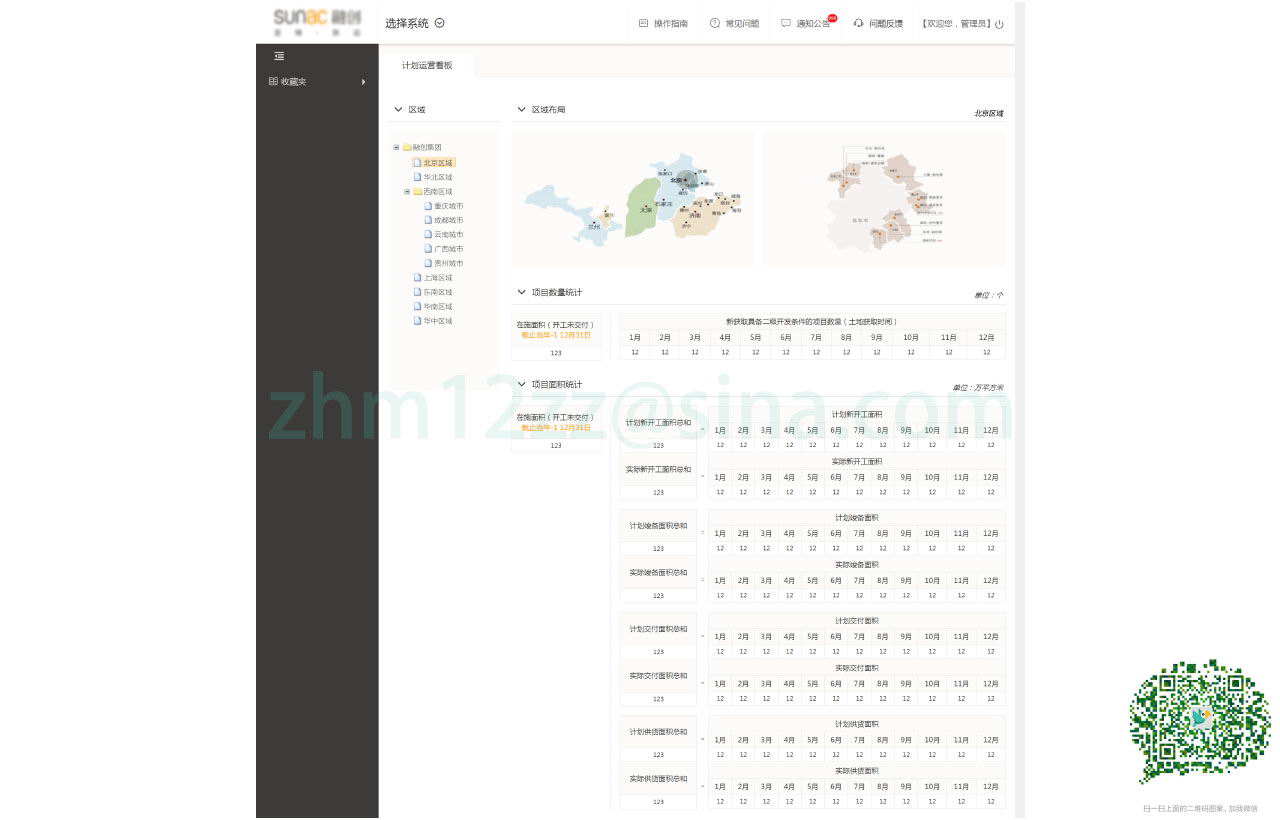 sunac 融创
选择系统
操作指南
常见问题
通知公告
问题反馈
【欢迎您，管理员】
收藏夹
计划运营看板
区域
融创集团
北京区域
华北区域
西南区域
重庆城市
成都城市
云南城市
广西城市
贵州城市
上海区域
东南区域
华南区域
华中区域
区域布局
北京区域
北京
太原
石家庄
济南
兰州
项目数量统计
单位：个
在施面积（开工未交付）
截止当年-1 12月31日
123
新获取具备二级开发条件的项目数量（土地获取时间）
1月 2月 3月 4月 5月 6月 7月 8月 9月 10月 11月 12月
12 12 12 12 12 12 12 12 12 12 12 12
项目面积统计
单位：万平方米
在施面积（开工未交付）
截止当年-1 12月31日
123
计划新开工面积总和
123
=
计划新开工面积
1月 2月 3月 4月 5月 6月 7月 8月 9月 10月 11月 12月
12 12 12 12 12 12 12 12 12 12 12 12
实际新开工面积总和
123
=
实际新开工面积
1月 2月 3月 4月 5月 6月 7月 8月 9月 10月 11月 12月
12 12 12 12 12 12 12 12 12 12 12 12
计划竣备面积总和
123
=
计划竣备面积
1月 2月 3月 4月 5月 6月 7月 8月 9月 10月 11月 12月
12 12 12 12 12 12 12 12 12 12 12 12
实际竣备面积总和
123
=
实际竣备面积
1月 2月 3月 4月 5月 6月 7月 8月 9月 10月 11月 12月
12 12 12 12 12 12 12 12 12 12 12 12
计划交付面积总和
123
=
计划交付面积
1月 2月 3月 4月 5月 6月 7月 8月 9月 10月 11月 12月
12 12 12 12 12 12 12 12 12 12 12 12
实际交付面积总和
123
=
实际交付面积
1月 2月 3月 4月 5月 6月 7月 8月 9月 10月 11月 12月
12 12 12 12 12 12 12 12 12 12 12 12
计划供货面积总和
123
=
计划供货面积
1月 2月 3月 4月 5月 6月 7月 8月 9月 10月 11月 12月
12 12 12 12 12 12 12 12 12 12 12 12
实际供货面积总和
123
=
实际供货面积
1月 2月 3月 4月 5月 6月 7月 8月 9月 10月 11月 12月
12 12 12 12 12 12 12 12 12 12 12 12
zhm12zz@sina.com
扫一扫上面的二维码图案，加我微信